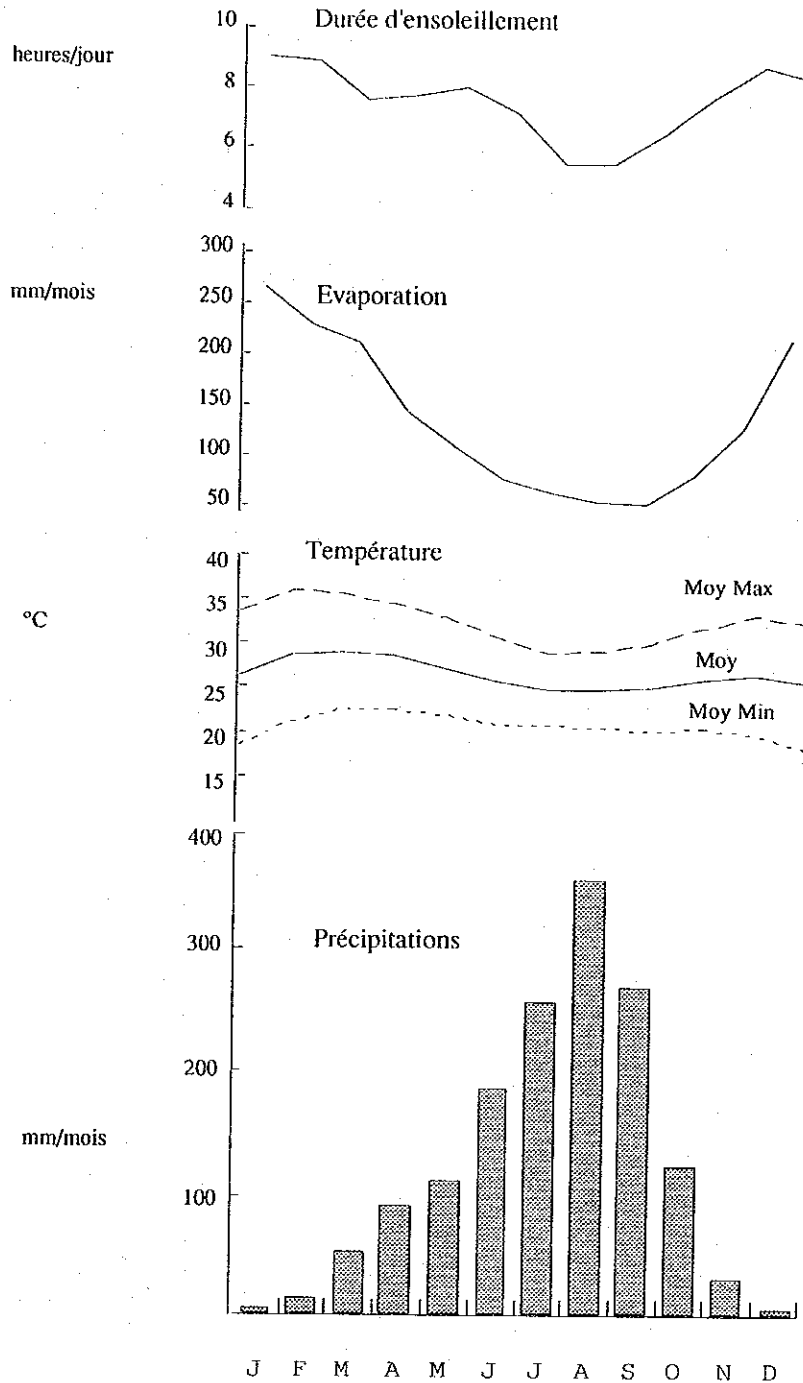 Durée d'ensoleillement
heures/jour
10
8
6
4
Evaporation
mm/mois
300
250
200
150
100
50
Température
°C
40
35
30
25
20
15
Moy Max
Moy
Moy Min
Précipitations
mm/mois
400
300
200
100
J F M A M J J A S O N D